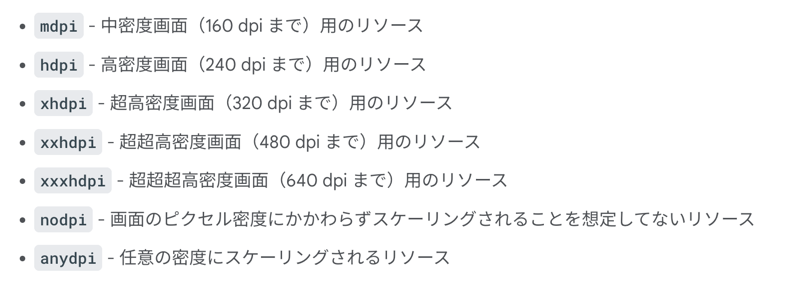 • mdpi - 中密度画面（160 dpi まで）用のリソース
• hdpi - 高密度画面（240 dpi まで）用のリソース
• xhdpi - 超高密度画面（320 dpi まで）用のリソース
• xxhdpi - 超超高密度画面（480 dpi まで）用のリソース
• xxxhdpi - 超超超高密度画面（640 dpi まで）用のリソース
• nodpi - 画面のピクセル密度にかかわらずスケーリングされることを想定してないリソース
• anydpi - 任意の密度にスケーリングされるリソース